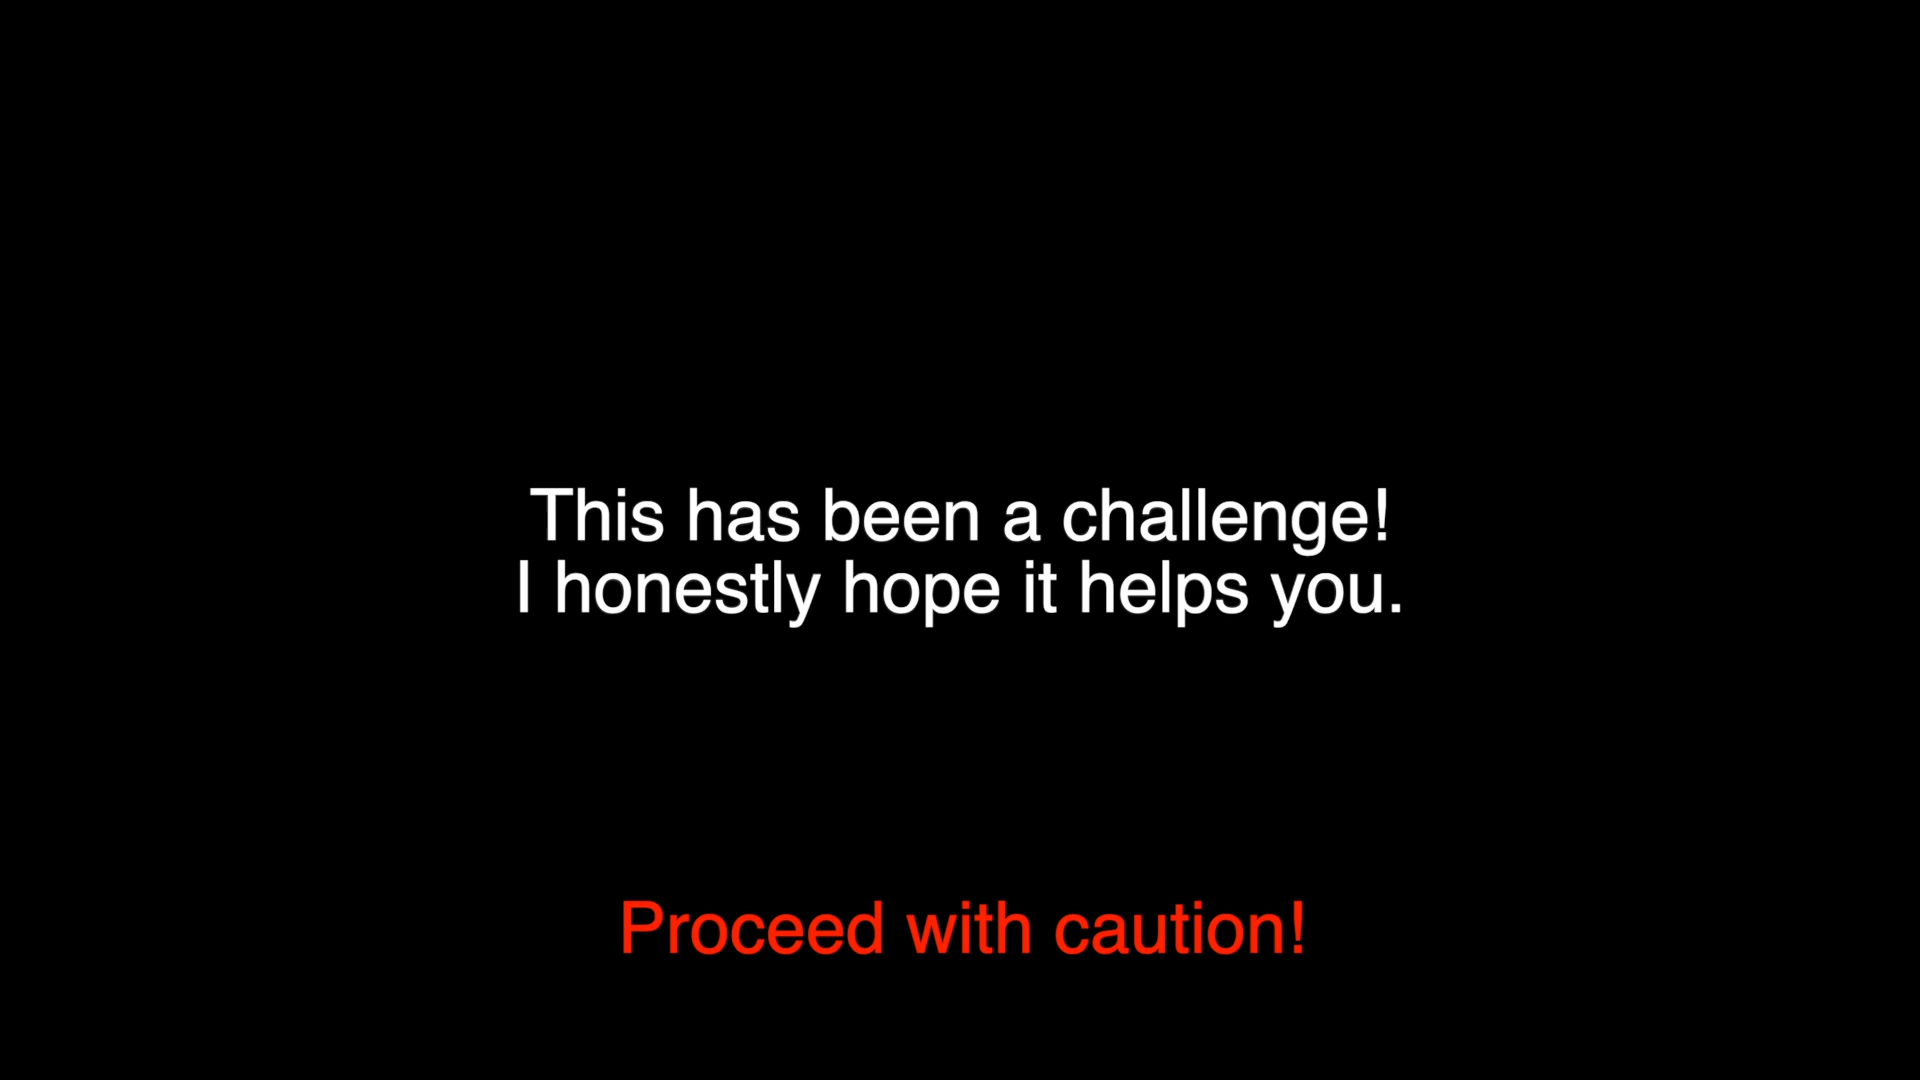 This has been a challenge!
I honestly hope it helps you.
Proceed with caution!